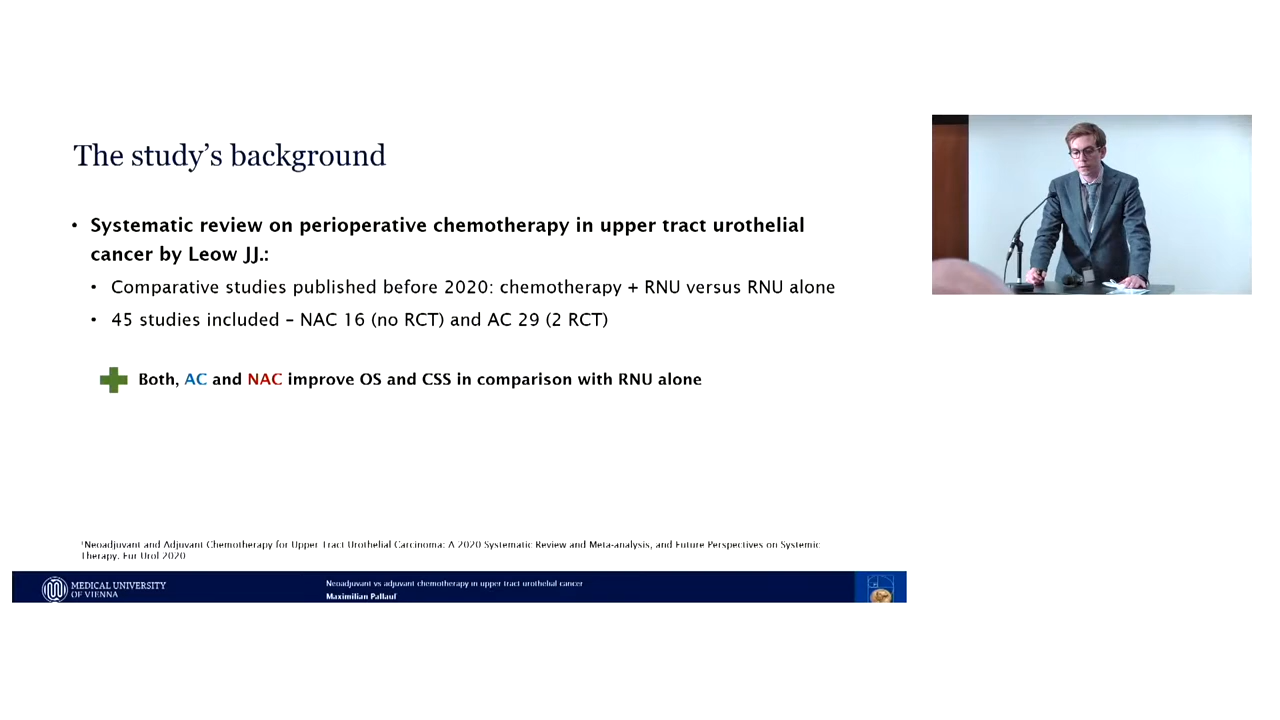 The study's background
• Systematic review on perioperative chemotherapy in upper tract urothelial
cancer by Leow JJ.:
• Comparative studies published before 2020: chemotherapy + RNU versus RNU alone
• 45 studies included – NAC 16 (no RCT) and AC 29 (2 RCT)
Both, AC and NAC improve OS and CSS in comparison with RNU alone
¹Neoadjuvant and Adjuvant Chemotherapy for Upper Tract Urothelial Carcinoma: A 2020 Systematic Review and Meta-analysis, and Future Perspectives on Systemic
Therapy. Eur Urol 2020
MEDICAL UNIVERSITY
OF VIENNA
Neoadjuvant vs adjuvant chemotherapy in upper tract urothelial cancer
Maximilian Pallauf